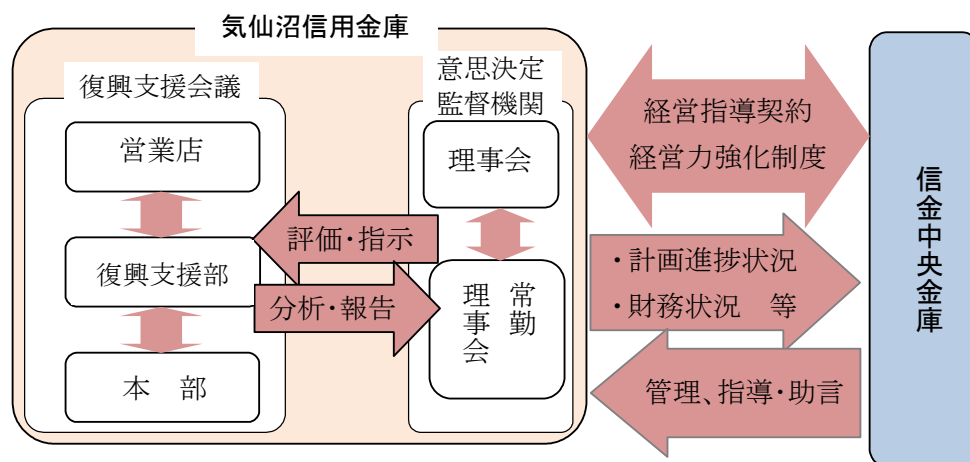 気仙沼信用金庫
復興支援会議
営業店
復興支援部
本　部
意思決定
監督機関
理事会
常勤
理事会
評価・指示
分析・報告
経営指導契約
経営力強化制度
・計画進捗状況
・財務状況　等
管理、指導・助言
信金中央金庫